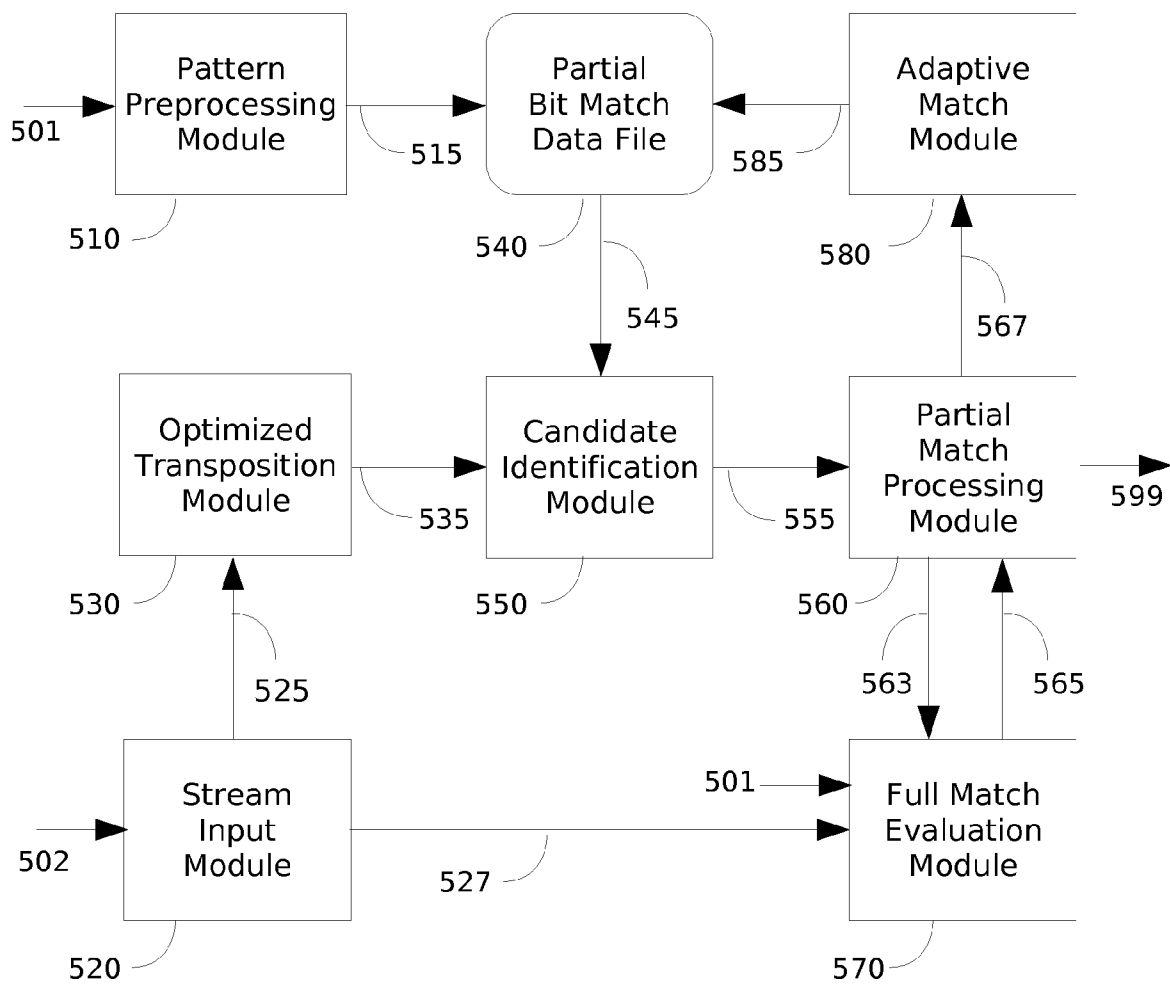 Pattern
Preprocessing
Module
Partial
Bit Match
Data File
Adaptive
Match
Module
501
515
585
510
540
580
545
567
Optimized
Transposition
Module
Candidate
Identification
Module
Partial
Match
Processing
Module
535
555
599
530
550
560
525
563
565
Stream
Input
Module
501
Full Match
Evaluation
Module
502
527
520
570